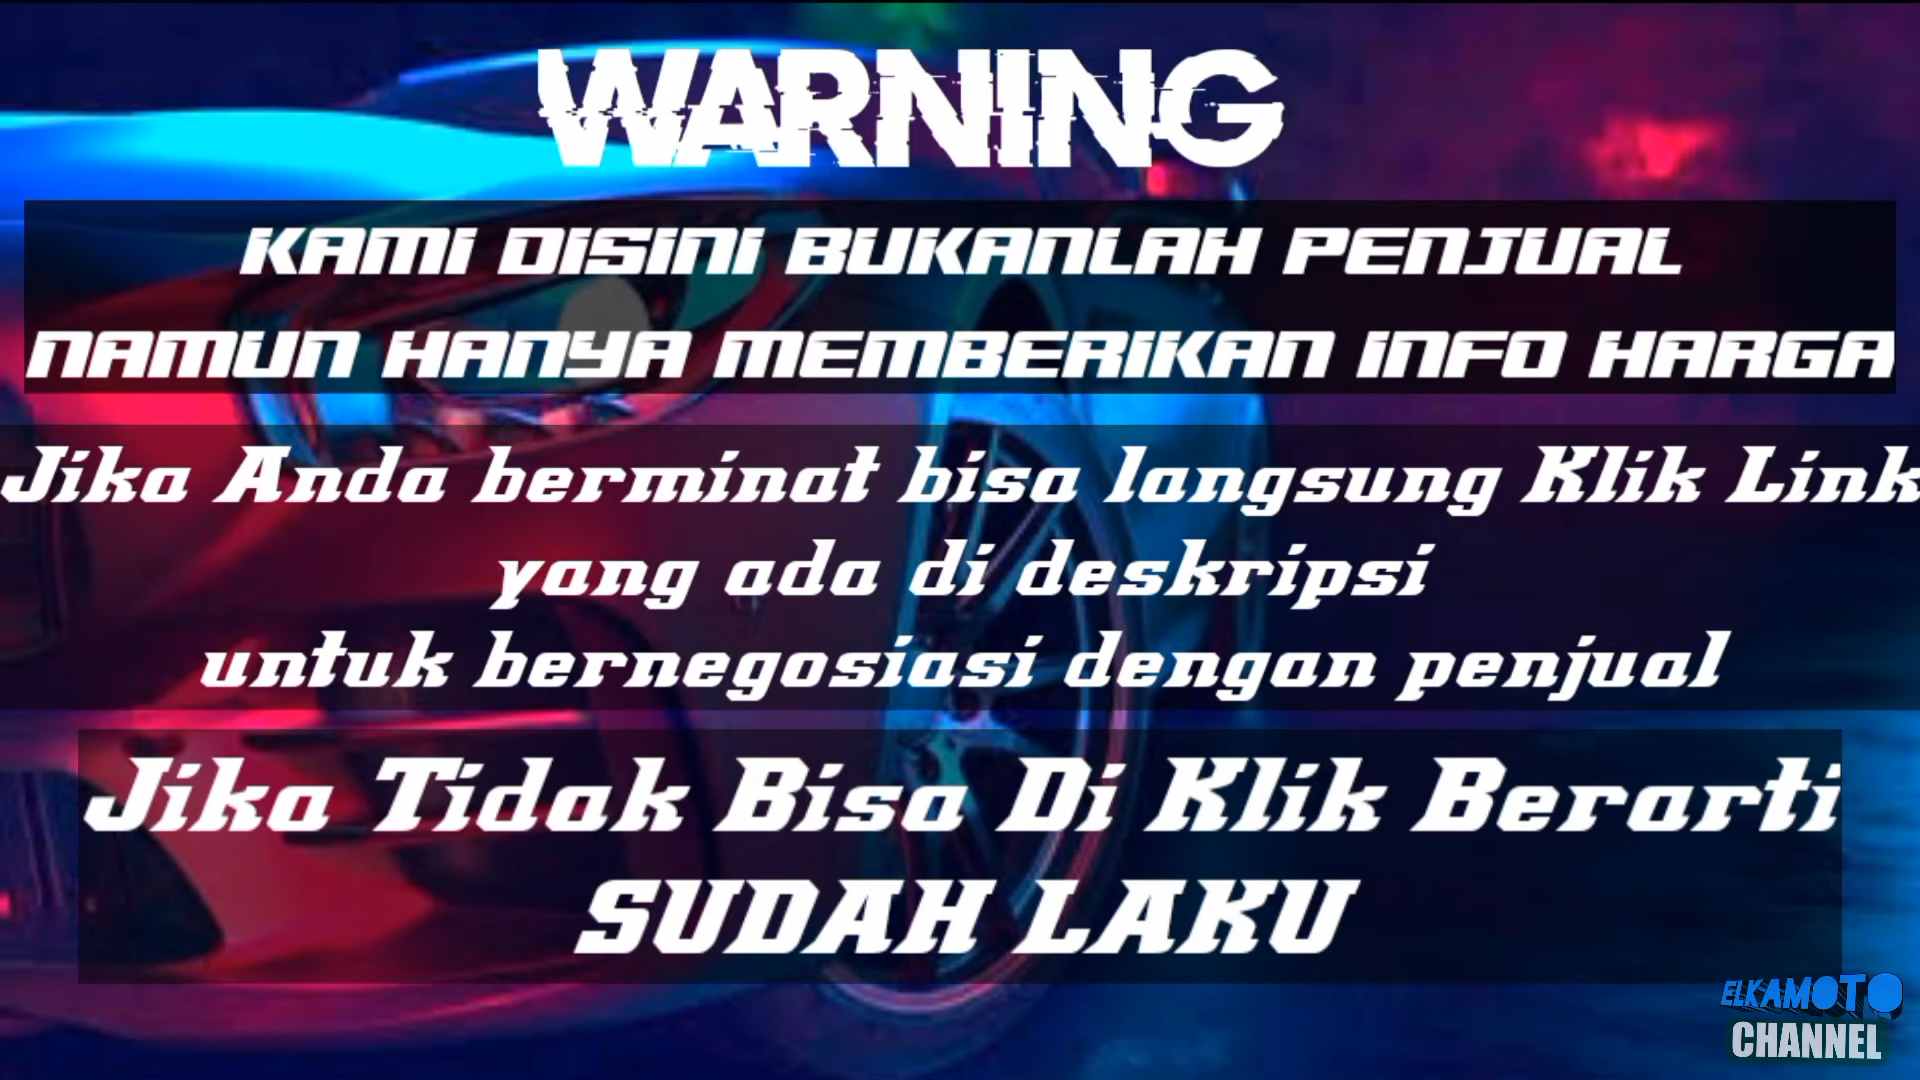 WARNING
KAMI DISINI BUKANLAH PENJUAL
NAMUN HANYA MEMBERIKAN INFO HARGA
Jika Anda berminat bisa langsung Klik Link
yang ada di deskripsi
untuk bernegosiasi dengan penjual
Jika Tidak Bisa Di Klik Berarti
SUDAH LAKU
ELKAMOTO
CHANNEL